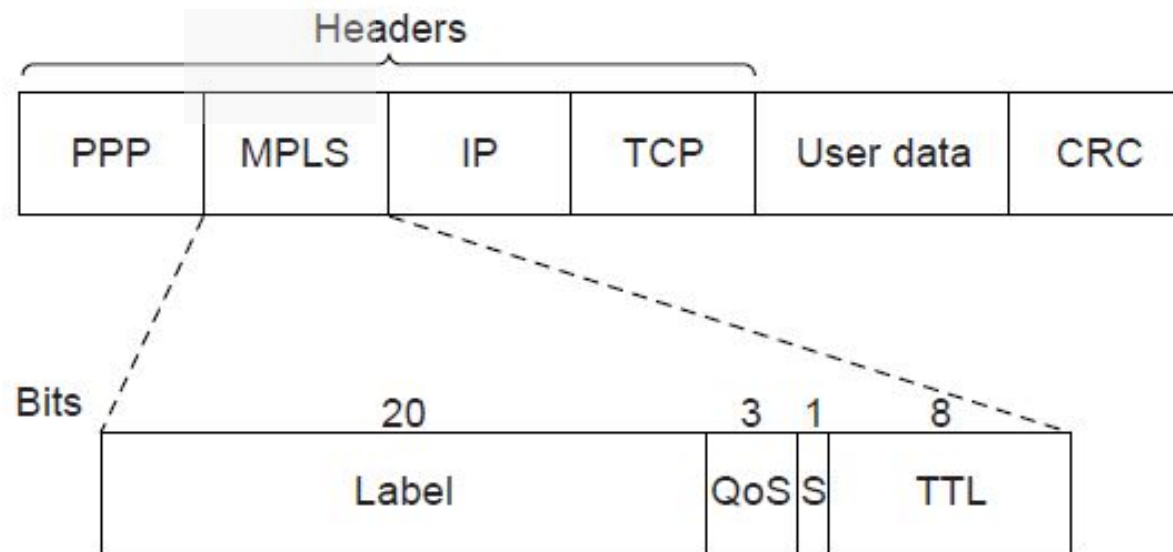 Headers
PPP MPLS IP TCP User data CRC
Bits 20 3 1 8
Label QoS S TTL